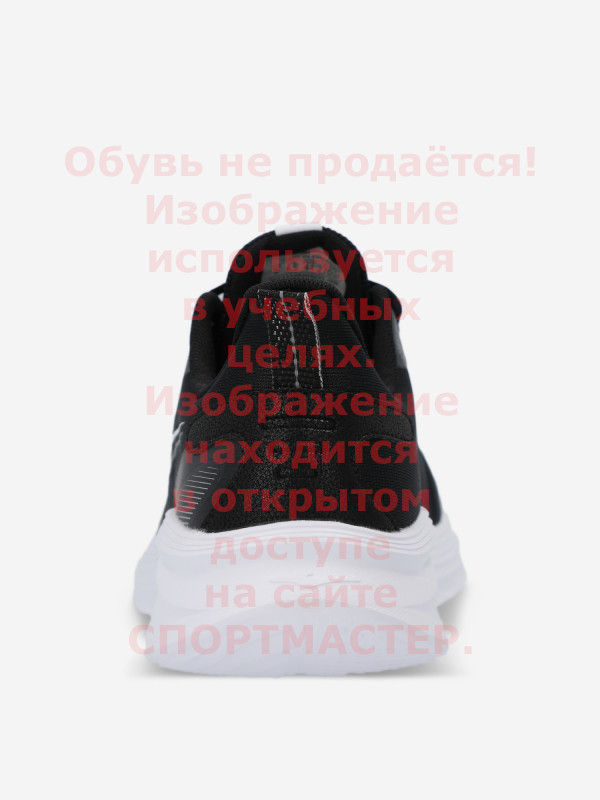 Обувь не продаётся!
Изображение
используется
в учебных
целях.
Изображение
находится
в открытом
доступе
на сайте
СПОРТМАСТЕР.